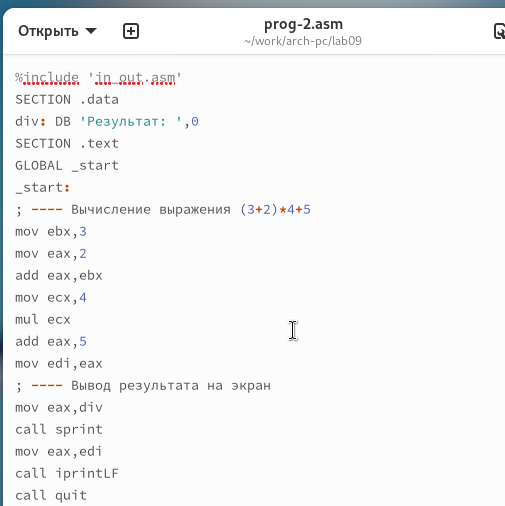 Открыть
prog-2.asm
~/work/arch-pc/lab09
%include 'in_out.asm'
SECTION .data
div: DB 'Результат: ',0
SECTION .text
GLOBAL _start
_start:
; ---- Вычисление выражения (3+2)*4+5
mov ebx,3
mov eax,2
add eax,ebx
mov ecx,4
mul ecx
add eax,5
mov edi,eax
; ---- Вывод результата на экран
mov eax,div
call sprint
mov eax,edi
call iprintLF
call quit